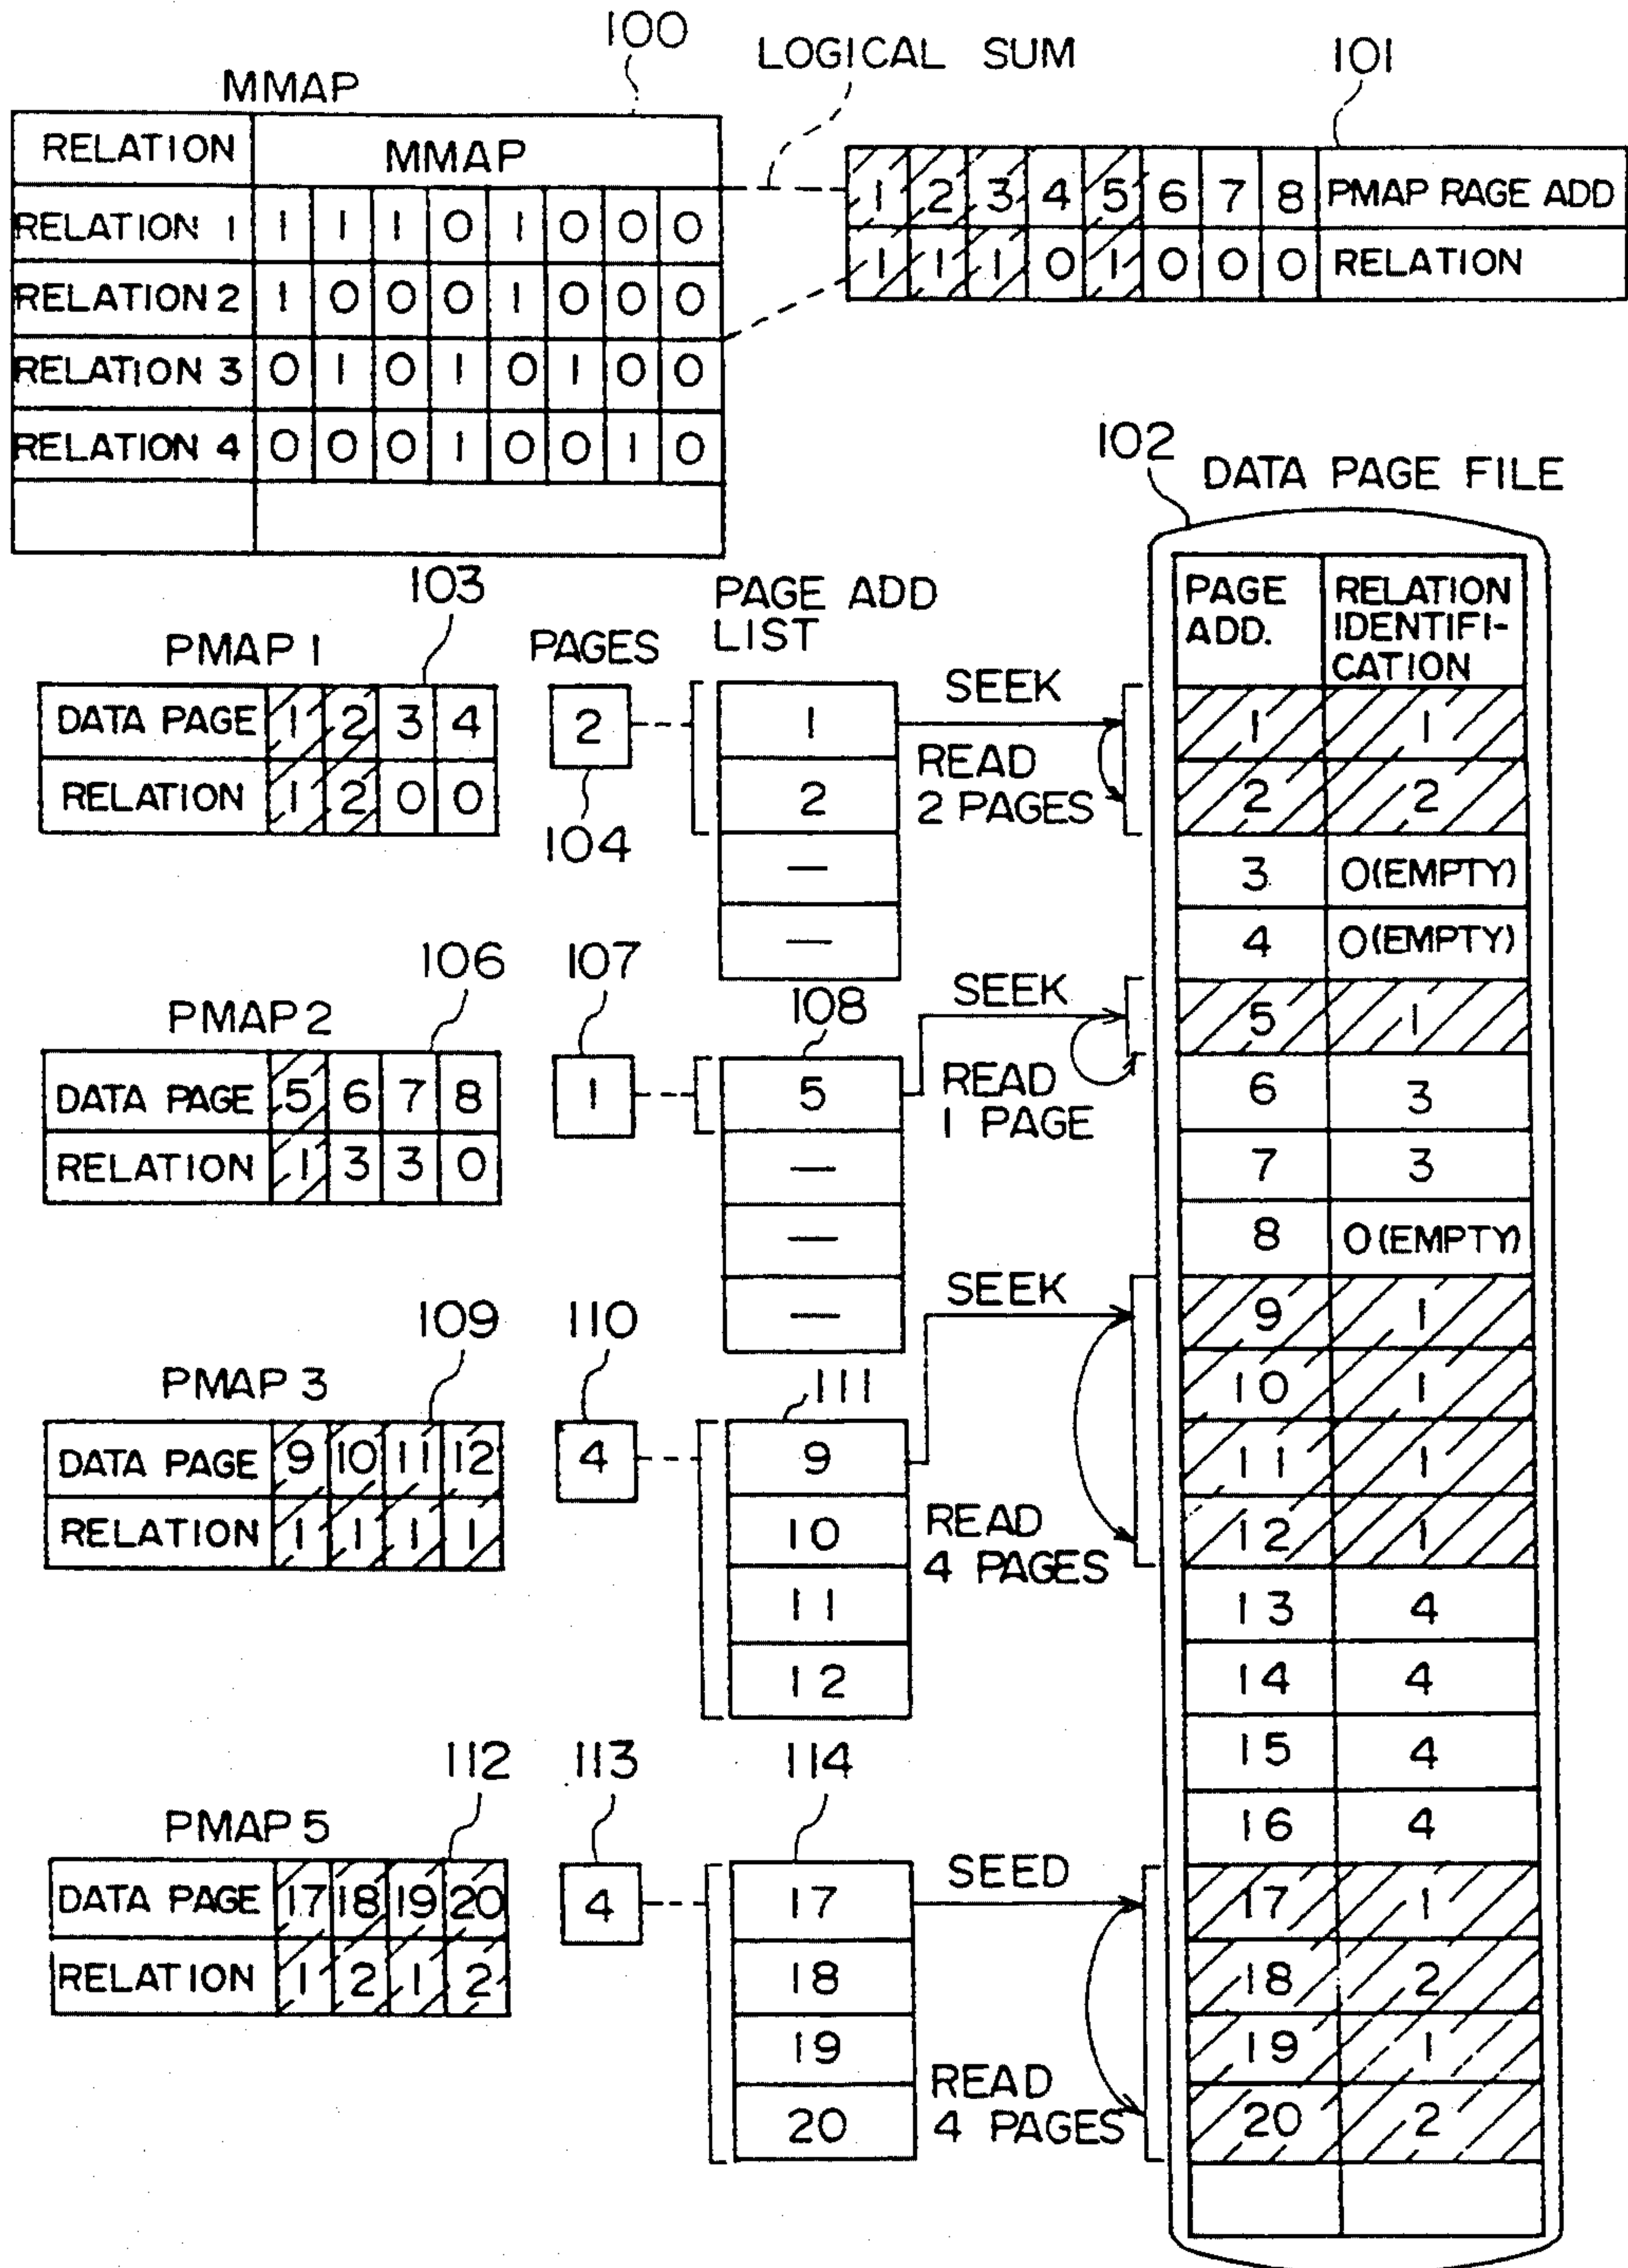 100
LOGICAL SUM
101
MMAP
RELATION MMAP
RELATION 1 1 1 1 0 1 0 0 0
RELATION 2 1 0 0 0 1 0 0 0
RELATION 3 0 1 0 1 0 1 0 0
RELATION 4 0 0 0 1 0 0 1 0
1 2 3 4 5 6 7 8 PMAP RAGE ADD
1 1 1 0 1 0 0 0 RELATION
102
DATA PAGE FILE
PAGE ADD.
RELATION IDENTIFI-
CATION
1 1
2 2
3 0(EMPTY)
4 0(EMPTY)
5 1
6 3
7 3
8 0(EMPTY)
9 1
10 1
11 1
12 1
13 4
14 4
15 4
16 4
17 1
18 2
19 1
20 2
103
PMAP 1
DATA PAGE 1 2 3 4
RELATION 1 2 0 0
PAGES
2
104
PAGE ADD
LIST
1
2
—
—
SEEK
READ
2 PAGES
106
PMAP 2
DATA PAGE 5 6 7 8
RELATION 1 3 3 0
107
1
108
5
—
—
—
SEEK
READ
1 PAGE
109
PMAP 3
DATA PAGE 9 10 11 12
RELATION 1 1 1 1
110
4
111
9
10
11
12
SEEK
READ
4 PAGES
112
PMAP 5
DATA PAGE 17 18 19 20
RELATION 1 2 1 2
113
4
114
17
18
19
20
SEED
READ
4 PAGES